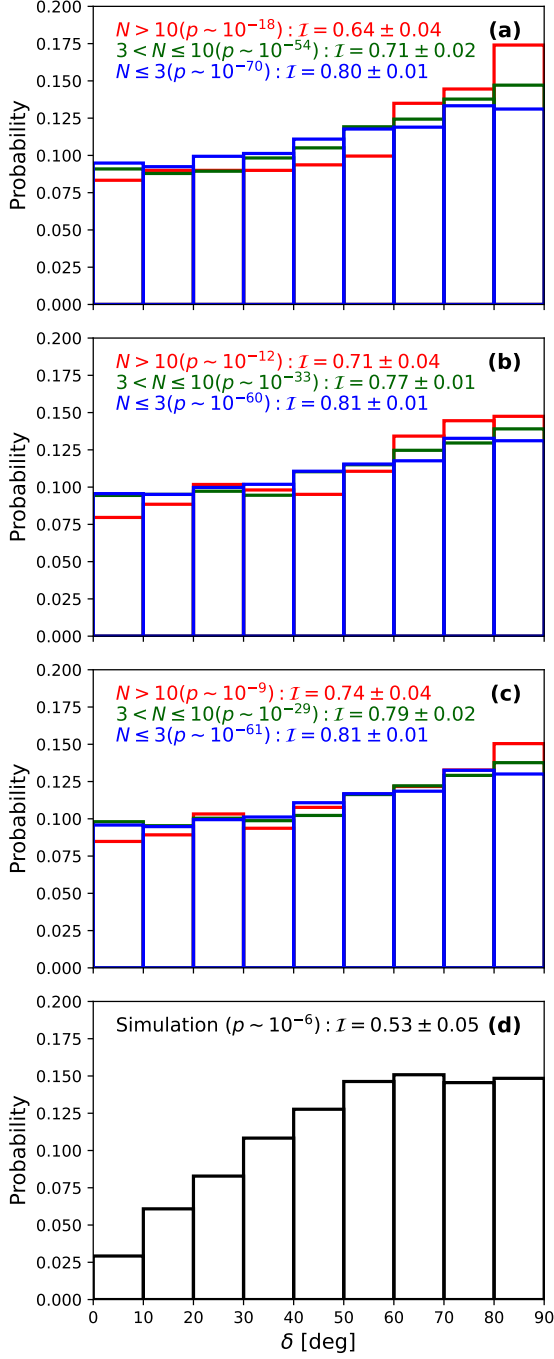 N > 10(p ~ 10⁻¹⁸) : 𝓘 = 0.64 ± 0.04 (a)
3 < N ≤ 10(p ~ 10⁻⁵⁴) : 𝓘 = 0.71 ± 0.02
N ≤ 3(p ~ 10⁻⁷⁰) : 𝓘 = 0.80 ± 0.01
Probability
0.200
0.175
0.150
0.125
0.100
0.075
0.050
0.025
0.000
N > 10(p ~ 10⁻¹²) : 𝓘 = 0.71 ± 0.04 (b)
3 < N ≤ 10(p ~ 10⁻³³) : 𝓘 = 0.77 ± 0.01
N ≤ 3(p ~ 10⁻⁶⁰) : 𝓘 = 0.81 ± 0.01
Probability
0.200
0.175
0.150
0.125
0.100
0.075
0.050
0.025
0.000
N > 10(p ~ 10⁻⁹) : 𝓘 = 0.74 ± 0.04 (c)
3 < N ≤ 10(p ~ 10⁻²⁹) : 𝓘 = 0.79 ± 0.02
N ≤ 3(p ~ 10⁻⁶¹) : 𝓘 = 0.81 ± 0.01
Probability
0.200
0.175
0.150
0.125
0.100
0.075
0.050
0.025
0.000
Simulation (p ~ 10⁻⁶) : 𝓘 = 0.53 ± 0.05 (d)
Probability
0.200
0.175
0.150
0.125
0.100
0.075
0.050
0.025
0.000
0 10 20 30 40 50 60 70 80 90
δ [deg]